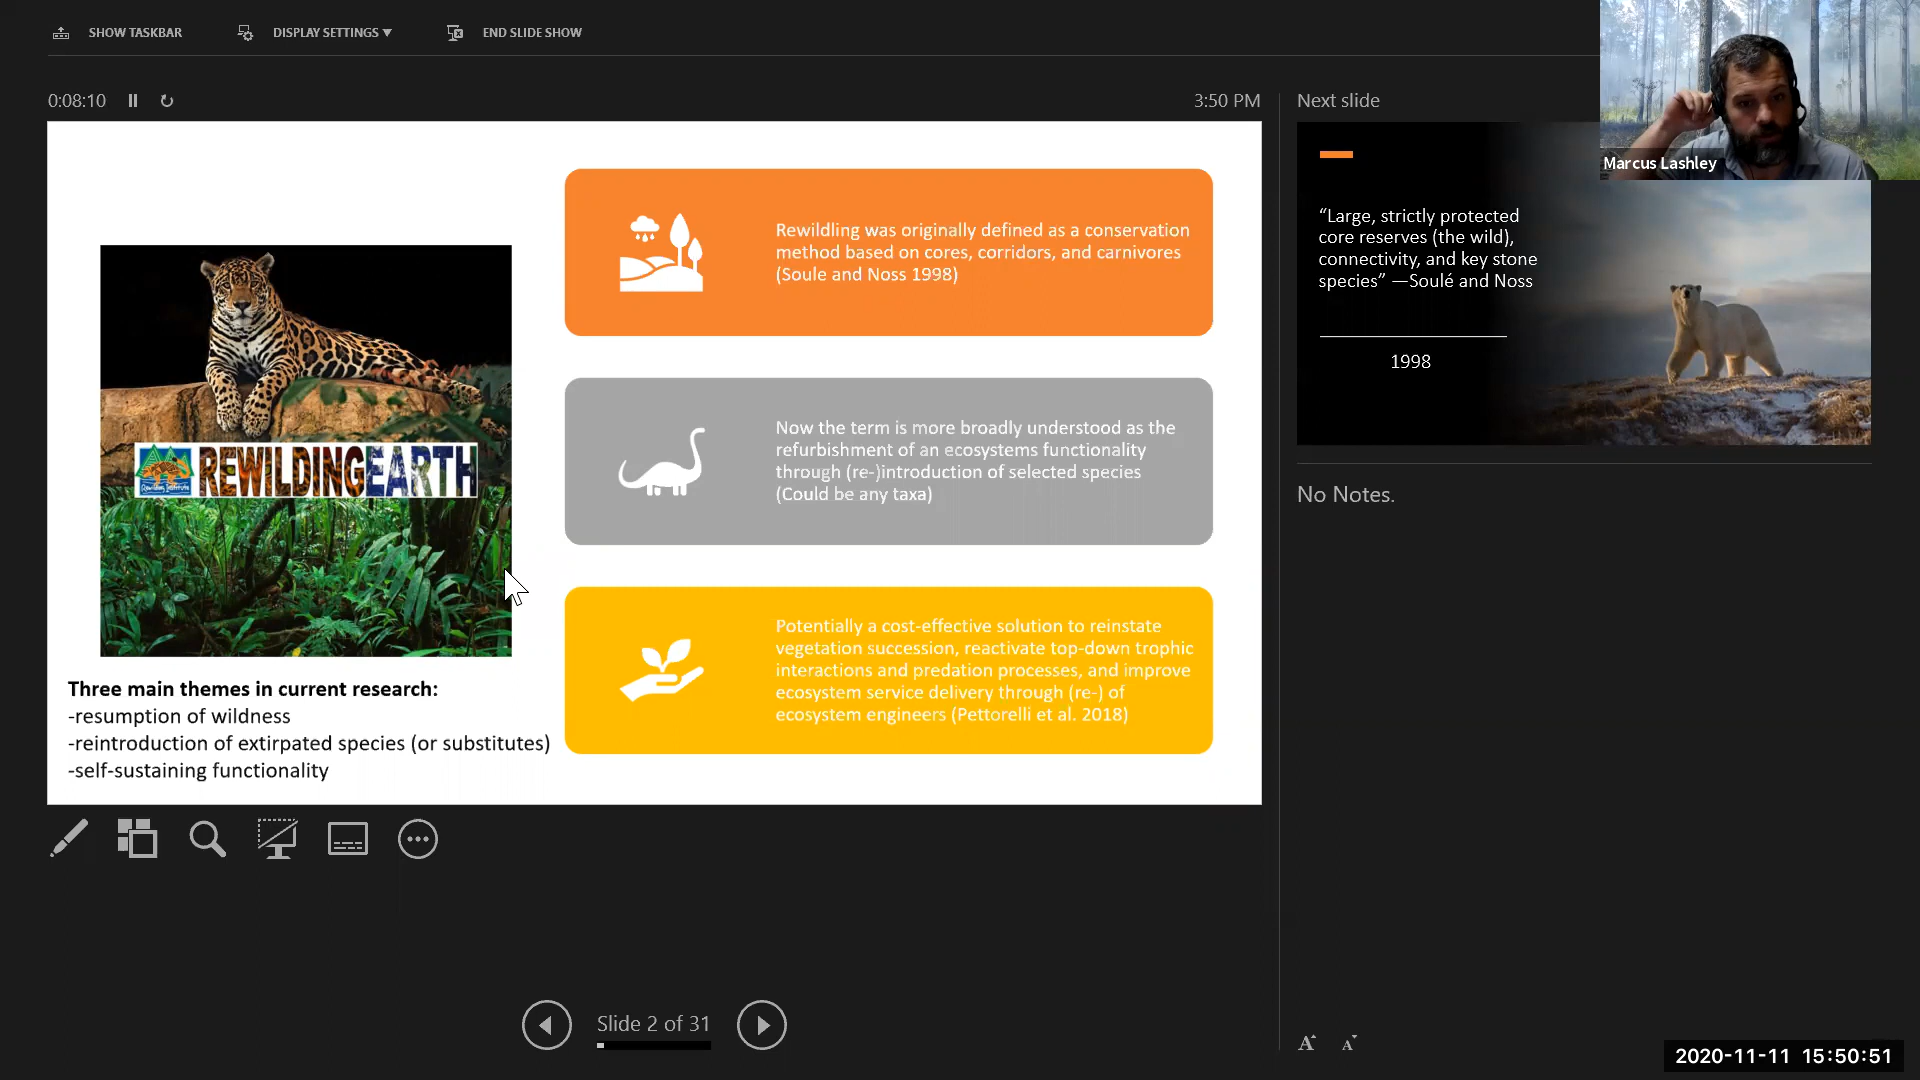 SHOW TASKBAR
DISPLAY SETTINGS ▼
END SLIDE SHOW
0:08:10
3:50 PM
Next slide
Marcus Lashley
Rewildling was originally defined as a conservation
method based on cores, corridors, and carnivores
(Soule and Noss 1998)
Now the term is more broadly understood as the
refurbishment of an ecosystems functionality
through (re-)introduction of selected species
(Could be any taxa)
Potentially a cost-effective solution to reinstate
vegetation succession, reactivate top-down trophic
interactions and predation processes, and improve
ecosystem service delivery through (re-) of
ecosystem engineers (Pettorelli et al. 2018)
Rewilding Institute
REWILDINGEARTH
Three main themes in current research:
-resumption of wildness
-reintroduction of extirpated species (or substitutes)
-self-sustaining functionality
“Large, strictly protected
core reserves (the wild),
connectivity, and key stone
species” —Soulé and Noss
1998
No Notes.
Slide 2 of 31
A A
2020-11-11 15:50:51